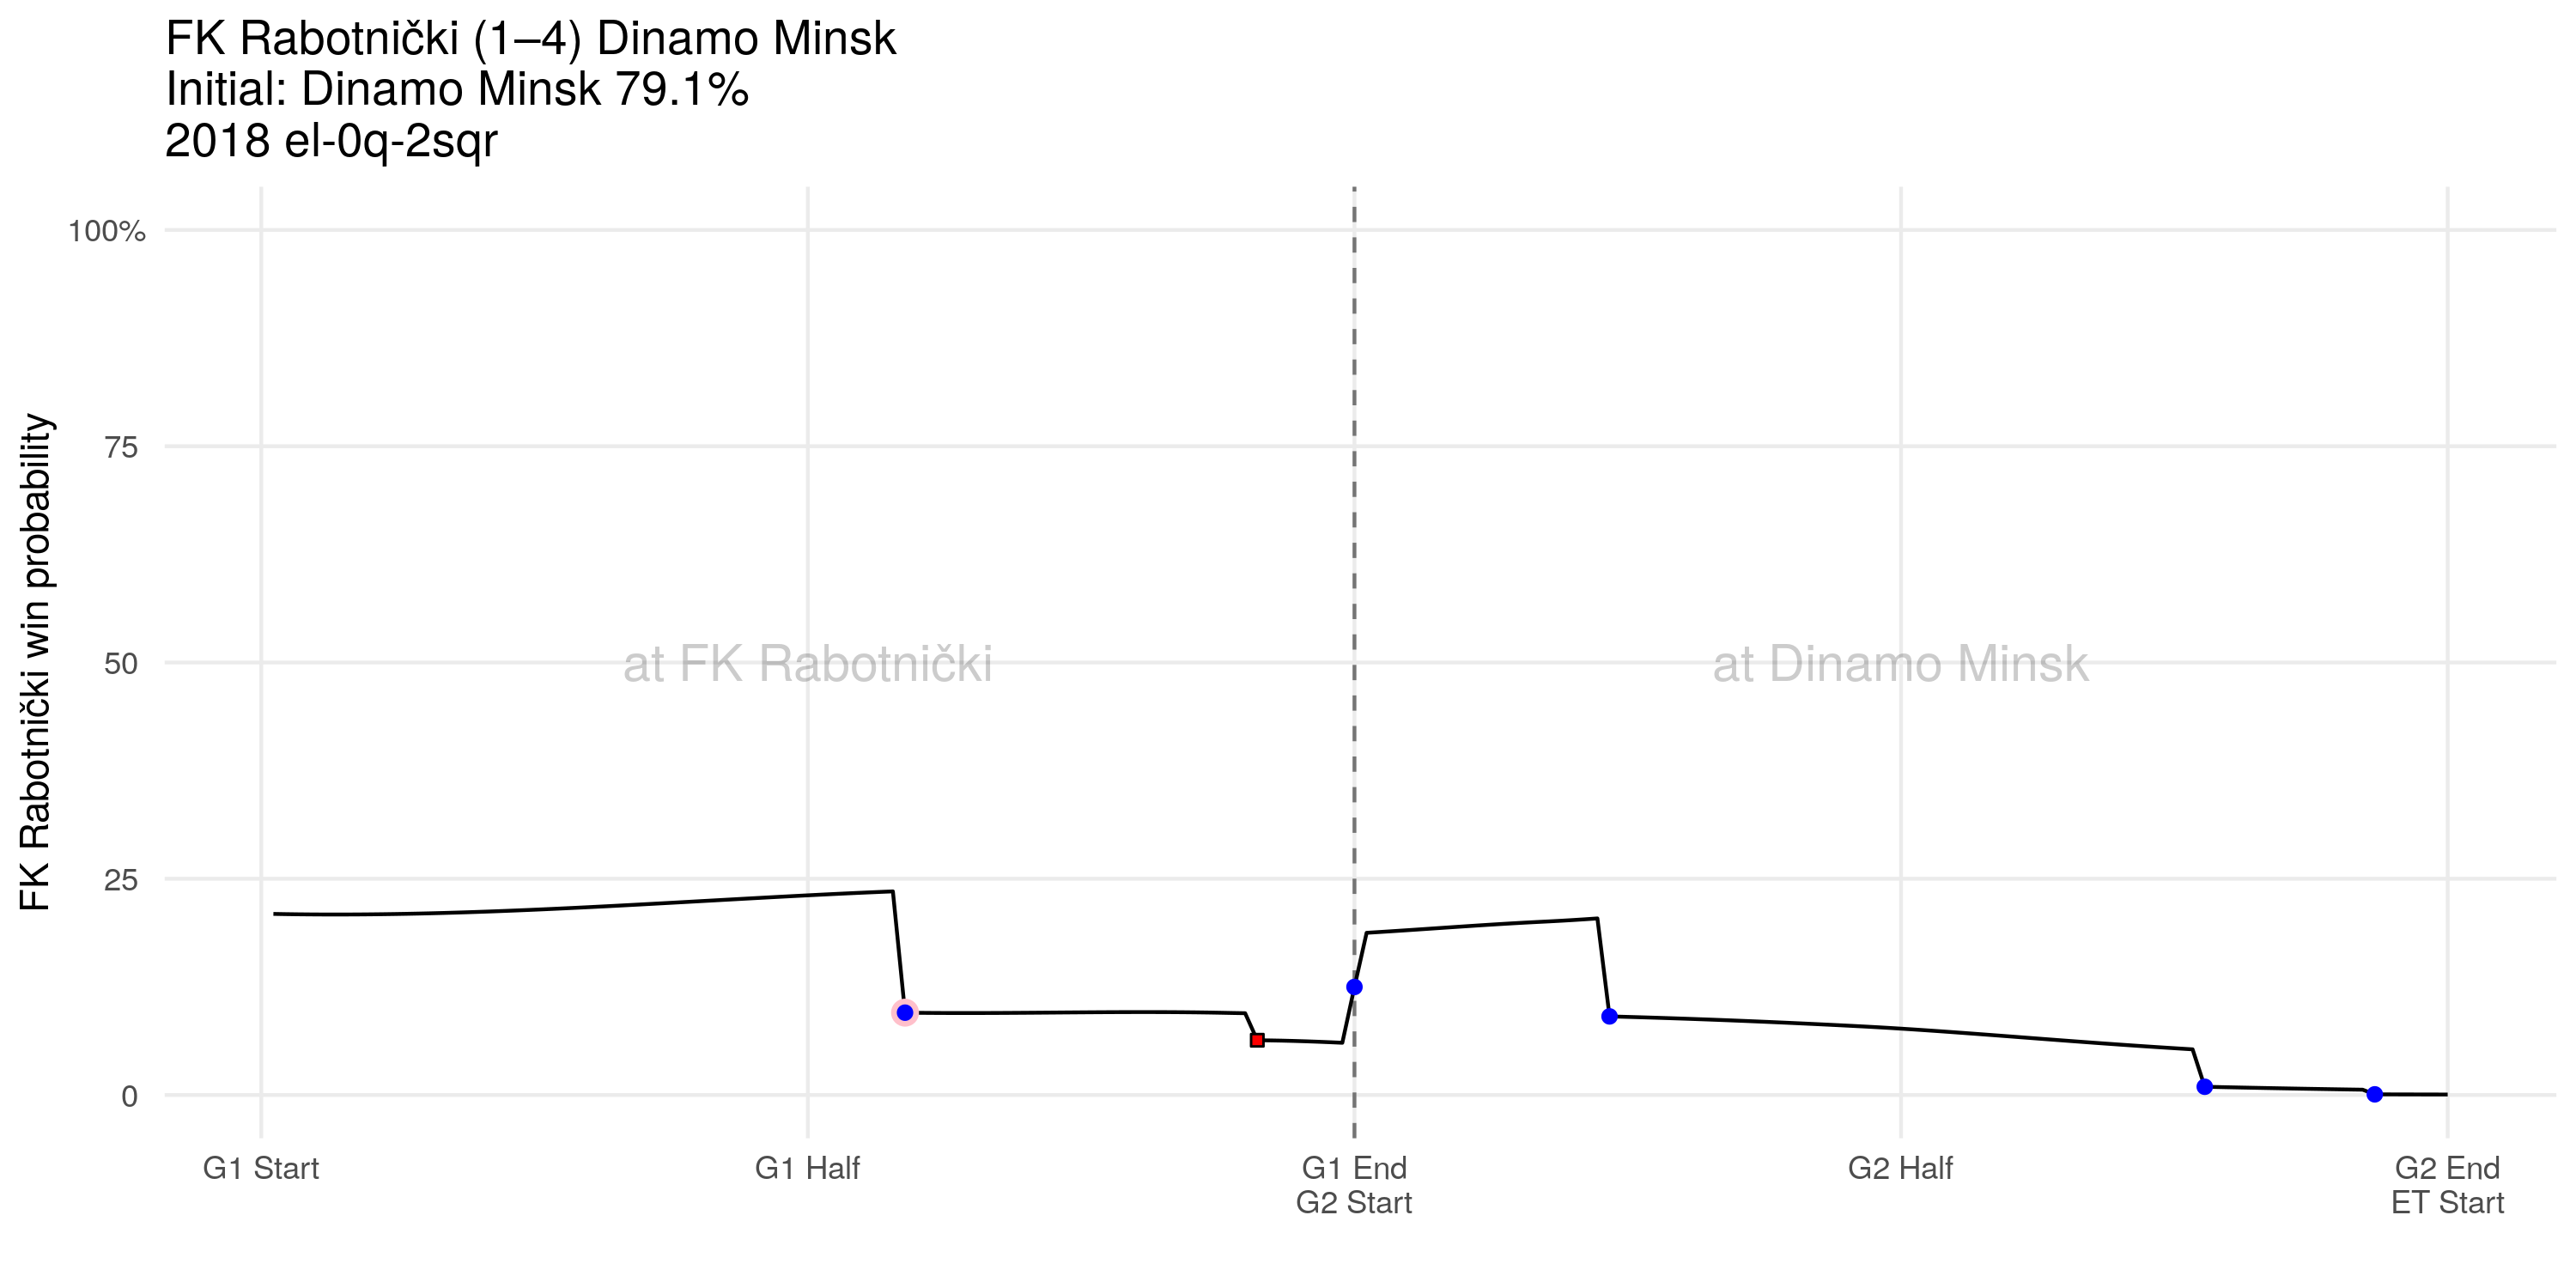 FK Rabotnički (1–4) Dinamo Minsk
Initial: Dinamo Minsk 79.1%
2018 el-0q-2sqr
FK Rabotnički win probability
100%
75
50
25
0
at FK Rabotnički
at Dinamo Minsk
G1 Start
G1 Half
G1 End
G2 Start
G2 Half
G2 End
ET Start